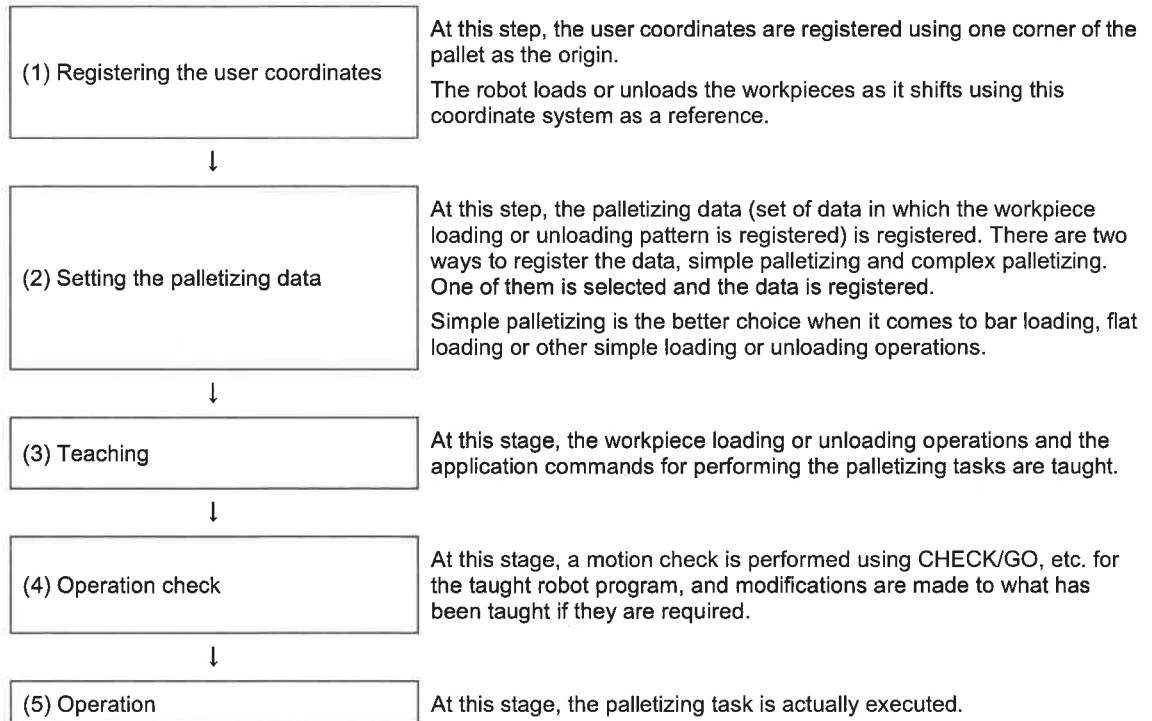 (1) Registering the user coordinates
At this step, the user coordinates are registered using one corner of the
pallet as the origin.
The robot loads or unloads the workpieces as it shifts using this
coordinate system as a reference.
↓
(2) Setting the palletizing data
At this step, the palletizing data (set of data in which the workpiece
loading or unloading pattern is registered) is registered. There are two
ways to register the data, simple palletizing and complex palletizing.
One of them is selected and the data is registered.
Simple palletizing is the better choice when it comes to bar loading, flat
loading or other simple loading or unloading operations.
↓
(3) Teaching
At this stage, the workpiece loading or unloading operations and the
application commands for performing the palletizing tasks are taught.
↓
(4) Operation check
At this stage, a motion check is performed using CHECK/GO, etc. for
the taught robot program, and modifications are made to what has
been taught if they are required.
↓
(5) Operation
At this stage, the palletizing task is actually executed.